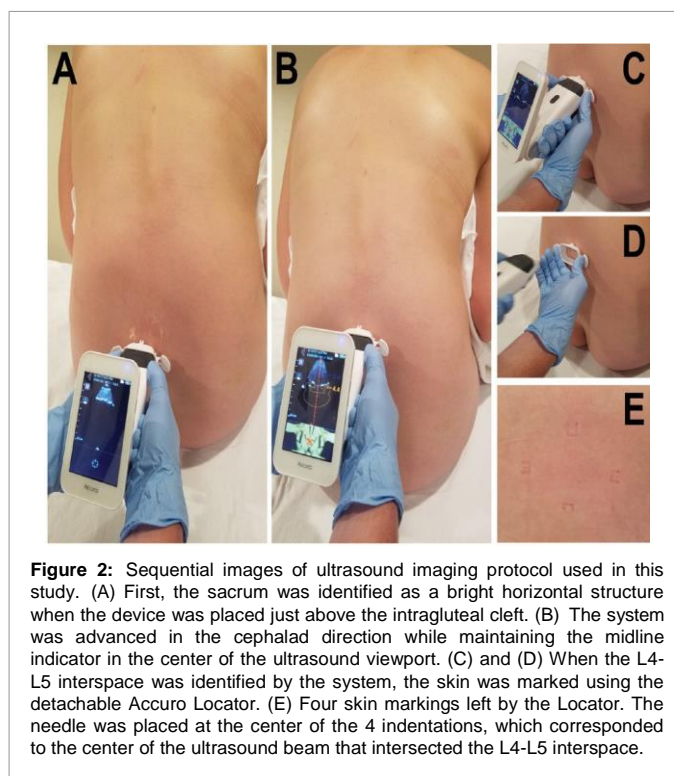 A
B
C
D
E
Figure 2: Sequential images of ultrasound imaging protocol used in this
study. (A) First, the sacrum was identified as a bright horizontal structure
when the device was placed just above the intragluteal cleft. (B) The system
was advanced in the cephalad direction while maintaining the midline
indicator in the center of the ultrasound viewport. (C) and (D) When the L4-
L5 interspace was identified by the system, the skin was marked using the
detachable Accuro Locator. (E) Four skin markings left by the Locator. The
needle was placed at the center of the 4 indentations, which corresponded
to the center of the ultrasound beam that intersected the L4-L5 interspace.